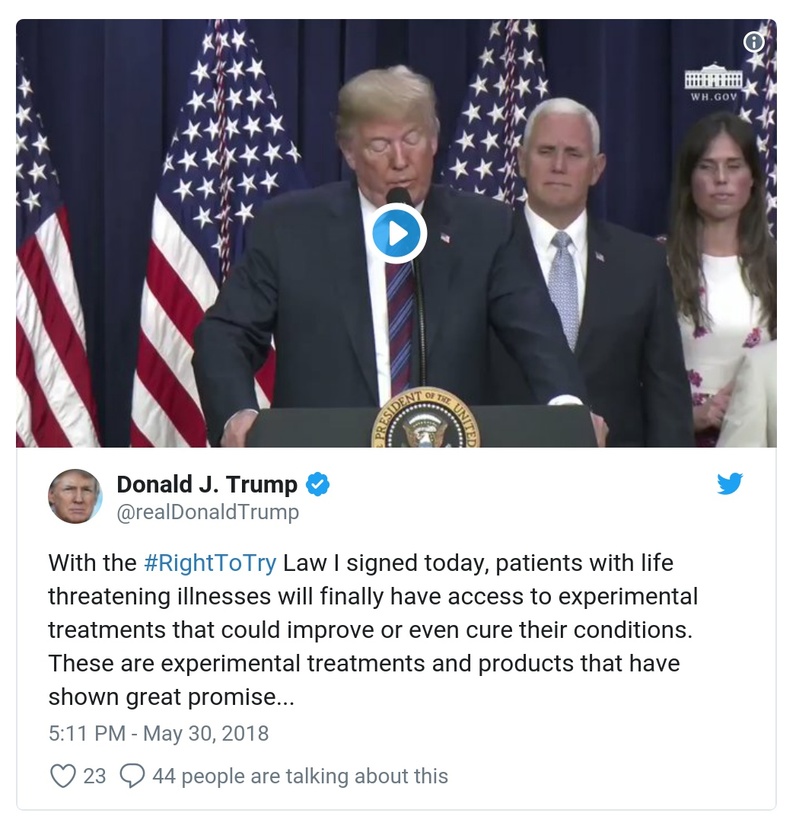 WH.GOV
PRESIDENT OF THE UNITED
Donald J. Trump
@realDonaldTrump
With the #RightToTry Law I signed today, patients with life
threatening illnesses will finally have access to experimental
treatments that could improve or even cure their conditions.
These are experimental treatments and products that have
shown great promise...
5:11 PM - May 30, 2018
23 44 people are talking about this